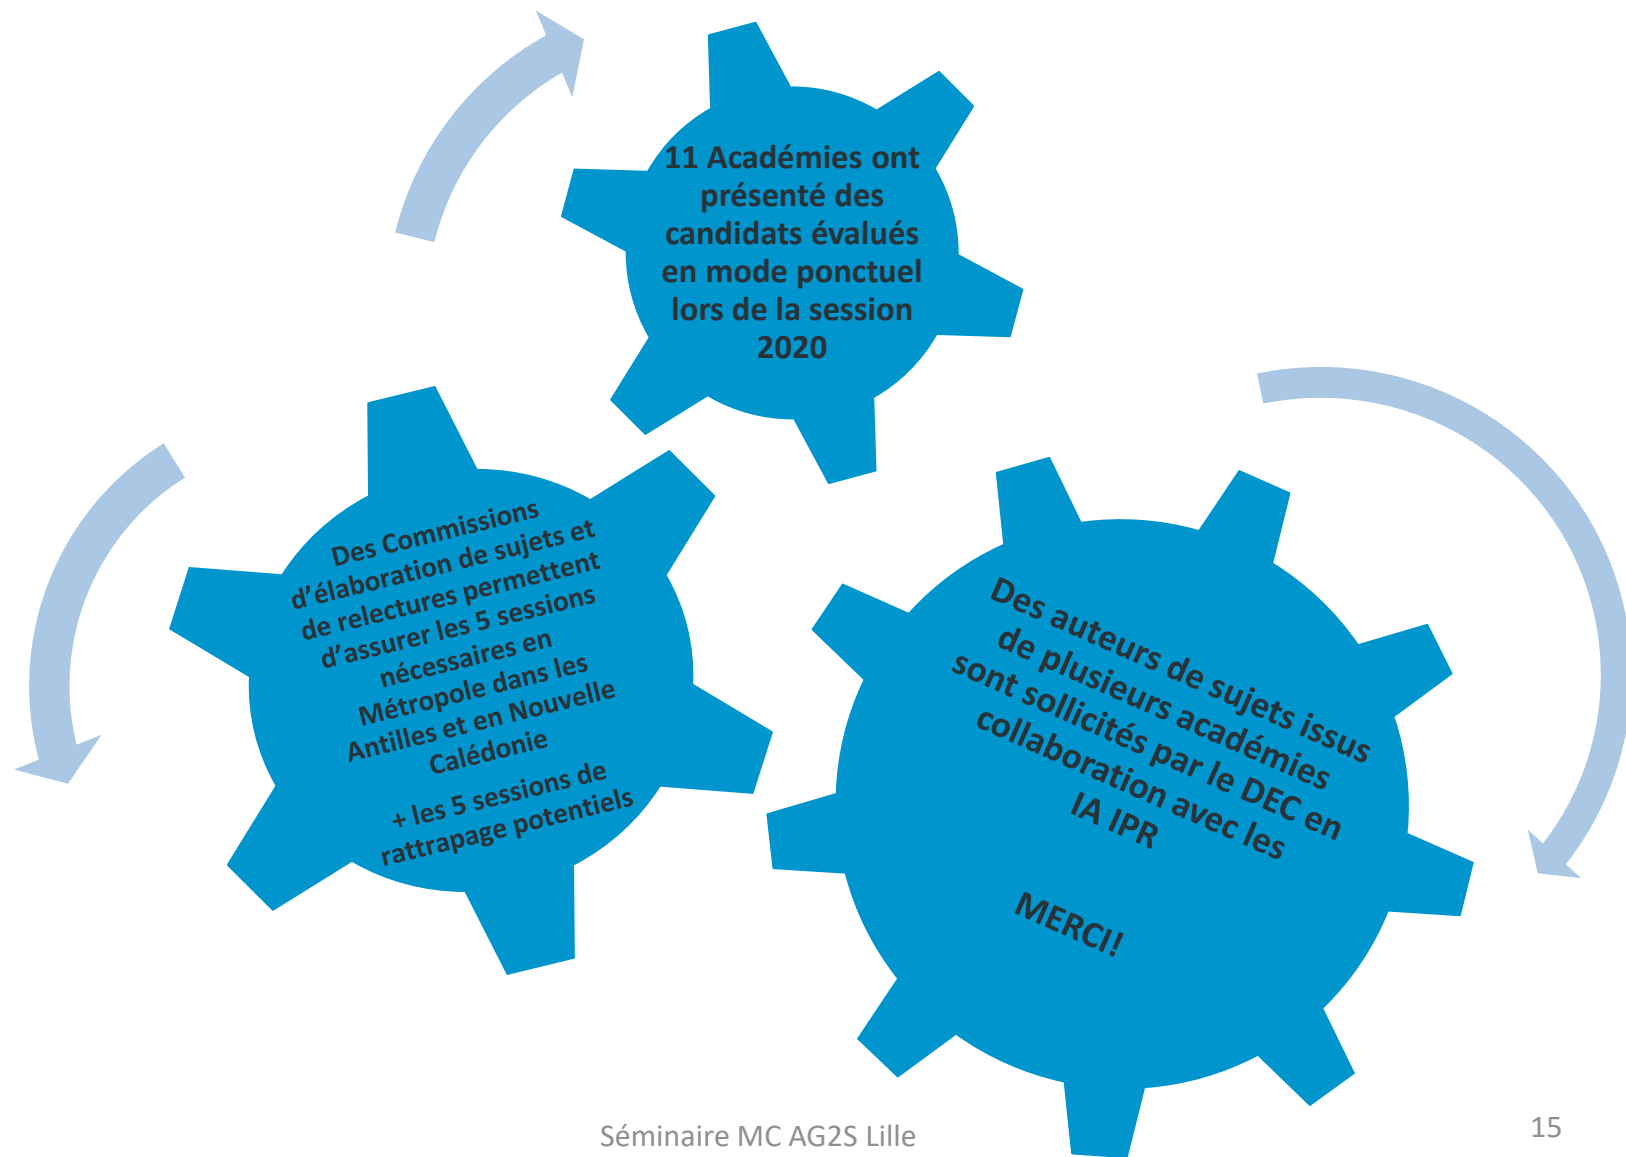 11 Académies ont
présenté des
candidats évalués
en mode ponctuel
lors de la session
2020
Des Commissions
d'élaboration de sujets et
de relectures permettent
d'assurer les 5 sessions
nécessaires en
Métropole dans les
Antilles et en Nouvelle
Calédonie
+ les 5 sessions de
rattrapage potentiels
Des auteurs de sujets issus
de plusieurs académies
sont sollicités par le DEC en
collaboration avec les
IA IPR
MERCI!
Séminaire MC AG2S Lille
15